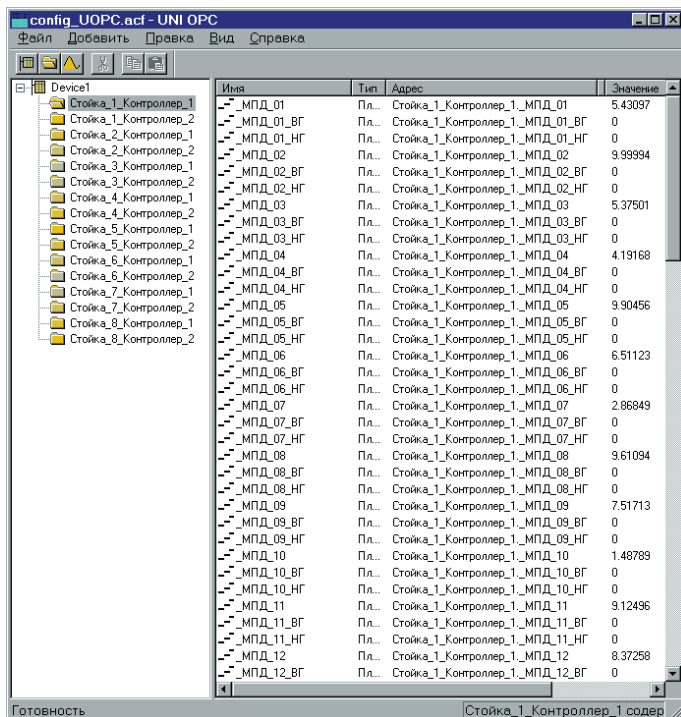 config_UOPC.acf - UNI OPC
Файл Добавить Правка Вид Справка
Device1
Стойка_1_Контроллер_1
Стойка_1_Контроллер_2
Стойка_2_Контроллер_1
Стойка_2_Контроллер_2
Стойка_3_Контроллер_1
Стойка_3_Контроллер_2
Стойка_4_Контроллер_1
Стойка_4_Контроллер_2
Стойка_5_Контроллер_1
Стойка_5_Контроллер_2
Стойка_6_Контроллер_1
Стойка_6_Контроллер_2
Стойка_7_Контроллер_1
Стойка_7_Контроллер_2
Стойка_8_Контроллер_1
Стойка_8_Контроллер_2
Имя Тип Адрес Значение
_МПД_01 Пл... Стойка_1_Контроллер_1._МПД_01 5.43097
_МПД_01_ВГ Пл... Стойка_1_Контроллер_1._МПД_01_ВГ 0
_МПД_01_НГ Пл... Стойка_1_Контроллер_1._МПД_01_НГ 0
_МПД_02 Пл... Стойка_1_Контроллер_1._МПД_02 9.99994
_МПД_02_ВГ Пл... Стойка_1_Контроллер_1._МПД_02_ВГ 0
_МПД_02_НГ Пл... Стойка_1_Контроллер_1._МПД_02_НГ 0
_МПД_03 Пл... Стойка_1_Контроллер_1._МПД_03 5.37501
_МПД_03_ВГ Пл... Стойка_1_Контроллер_1._МПД_03_ВГ 0
_МПД_03_НГ Пл... Стойка_1_Контроллер_1._МПД_03_НГ 0
_МПД_04 Пл... Стойка_1_Контроллер_1._МПД_04 4.19168
_МПД_04_ВГ Пл... Стойка_1_Контроллер_1._МПД_04_ВГ 0
_МПД_04_НГ Пл... Стойка_1_Контроллер_1._МПД_04_НГ 0
_МПД_05 Пл... Стойка_1_Контроллер_1._МПД_05 9.90456
_МПД_05_ВГ Пл... Стойка_1_Контроллер_1._МПД_05_ВГ 0
_МПД_05_НГ Пл... Стойка_1_Контроллер_1._МПД_05_НГ 0
_МПД_06 Пл... Стойка_1_Контроллер_1._МПД_06 6.51123
_МПД_06_ВГ Пл... Стойка_1_Контроллер_1._МПД_06_ВГ 0
_МПД_06_НГ Пл... Стойка_1_Контроллер_1._МПД_06_НГ 0
_МПД_07 Пл... Стойка_1_Контроллер_1._МПД_07 2.86849
_МПД_07_ВГ Пл... Стойка_1_Контроллер_1._МПД_07_ВГ 0
_МПД_07_НГ Пл... Стойка_1_Контроллер_1._МПД_07_НГ 0
_МПД_08 Пл... Стойка_1_Контроллер_1._МПД_08 9.61094
_МПД_08_ВГ Пл... Стойка_1_Контроллер_1._МПД_08_ВГ 0
_МПД_08_НГ Пл... Стойка_1_Контроллер_1._МПД_08_НГ 0
_МПД_09 Пл... Стойка_1_Контроллер_1._МПД_09 7.51713
_МПД_09_ВГ Пл... Стойка_1_Контроллер_1._МПД_09_ВГ 0
_МПД_09_НГ Пл... Стойка_1_Контроллер_1._МПД_09_НГ 0
_МПД_10 Пл... Стойка_1_Контроллер_1._МПД_10 1.48789
_МПД_10_ВГ Пл... Стойка_1_Контроллер_1._МПД_10_ВГ 0
_МПД_10_НГ Пл... Стойка_1_Контроллер_1._МПД_10_НГ 0
_МПД_11 Пл... Стойка_1_Контроллер_1._МПД_11 9.12496
_МПД_11_ВГ Пл... Стойка_1_Контроллер_1._МПД_11_ВГ 0
_МПД_11_НГ Пл... Стойка_1_Контроллер_1._МПД_11_НГ 0
_МПД_12 Пл... Стойка_1_Контроллер_1._МПД_12 8.37258
_МПД_12_ВГ Пл... Стойка_1_Контроллер_1._МПД_12_ВГ 0
Готовность Стойка_1_Контроллер_1 содер